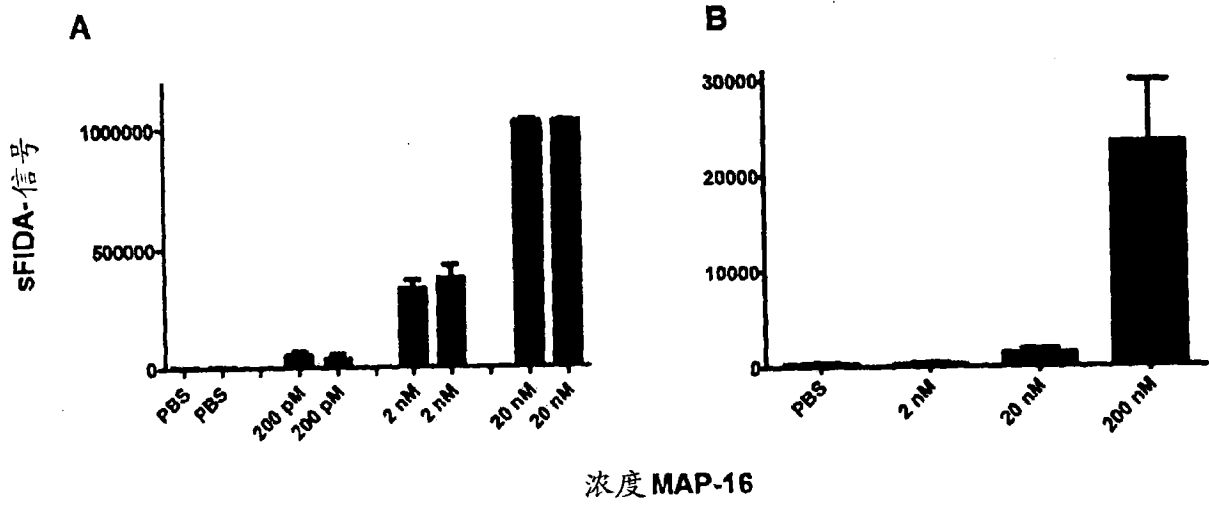 A
sFIDA-信号
1000000
500000
0
PBS
PBS
200 pM
200 pM
2 nM
2 nM
20 nM
20 nM
B
30000
20000
10000
0
PBS
2 nM
20 nM
200 nM
浓度 MAP-16